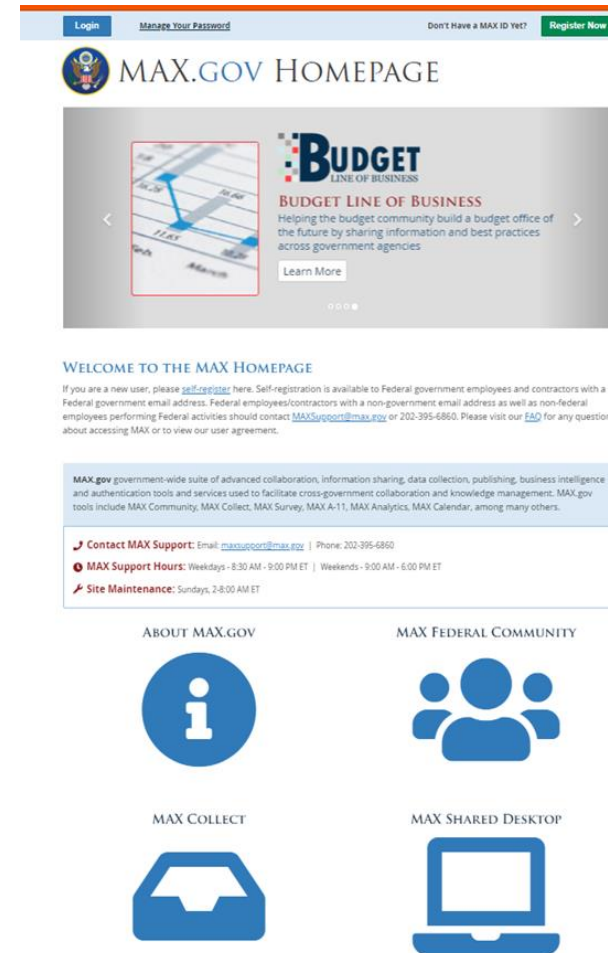 Login Manage Your Password Don't Have a MAX ID Yet? Register Now
MAX.GOV HOMEPAGE
BUDGET
LINE OF BUSINESS
BUDGET LINE OF BUSINESS
Helping the budget community build a budget office of
the future by sharing information and best practices
across government agencies
Learn More
11.65
March
WELCOME TO THE MAX HOMEPAGE
If you are a new user, please self-register here. Self-registration is available to Federal government employees and contractors with a
Federal government email address. Federal employees/contractors with a non-government email address as well as non-federal
employees performing Federal activities should contact MAXSupport@max.gov or 202-395-6860. Please visit our FAQ for any question
about accessing MAX or to view our user agreement.
MAX.gov government-wide suite of advanced collaboration, information sharing, data collection, publishing, business intelligence
and authentication tools and services used to facilitate cross-government collaboration and knowledge management. MAX.gov
tools include MAX Community, MAX Collect, MAX Survey, MAX A-11, MAX Analytics, MAX Calendar, among many others.
Contact MAX Support: Email: maxsupport@max.gov | Phone: 202-395-6860
MAX Support Hours: Weekdays - 8:30 AM - 9:00 PM ET | Weekends - 9:00 AM - 6:00 PM ET
Site Maintenance: Sundays, 2-8:00 AM ET
ABOUT MAX.GOV MAX FEDERAL COMMUNITY
MAX COLLECT MAX SHARED DESKTOP